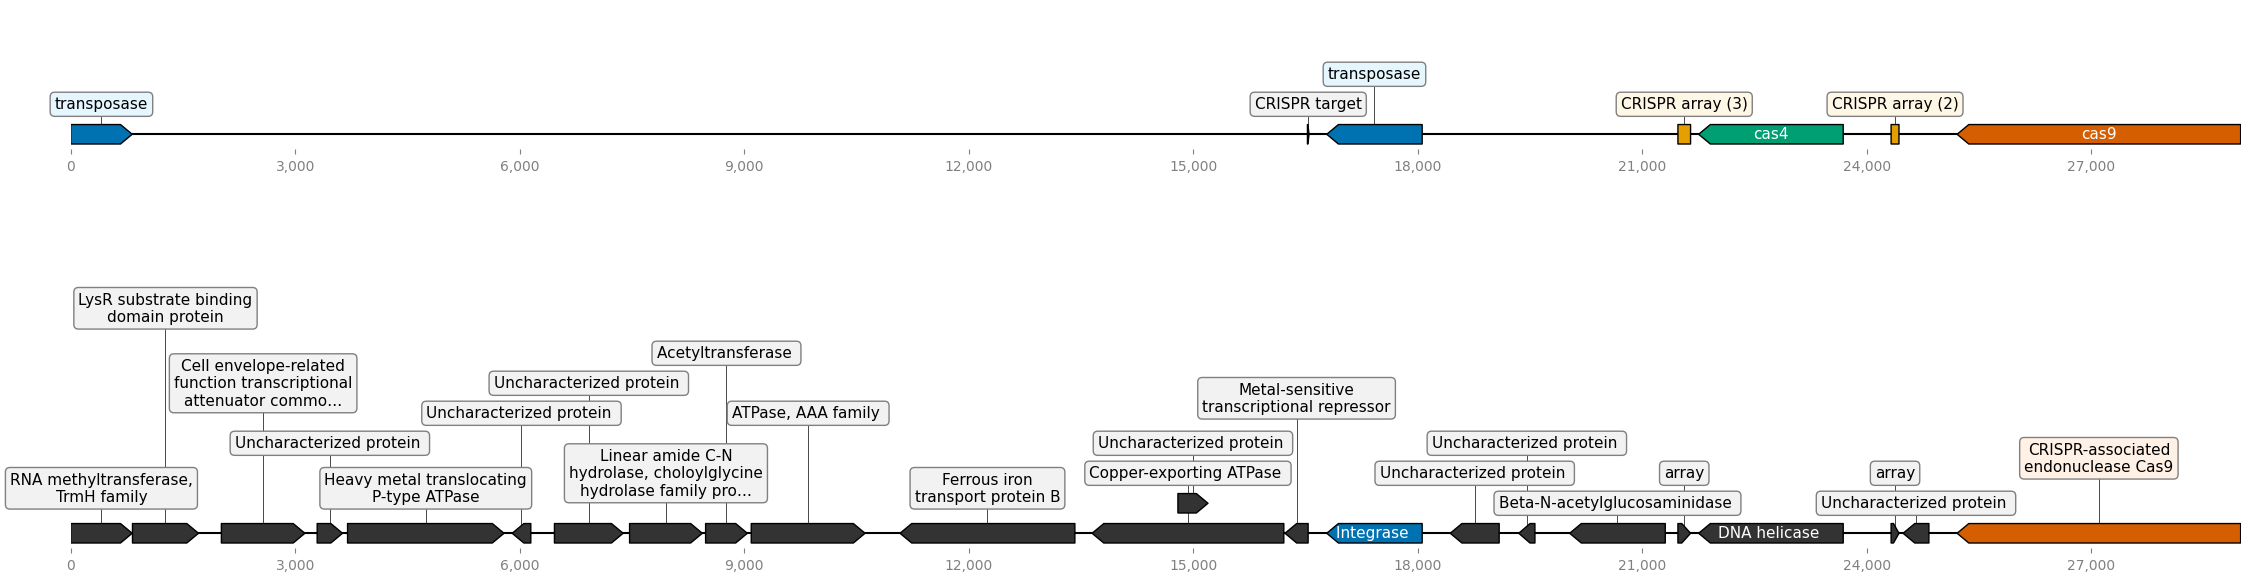 transposase
transposase
CRISPR target
CRISPR array (3)
CRISPR array (2)
cas4
cas9
0
3,000
6,000
9,000
12,000
15,000
18,000
21,000
24,000
27,000
LysR substrate binding
domain protein
Cell envelope-related
function transcriptional
attenuator commo...
Acetyltransferase
Uncharacterized protein
Uncharacterized protein
ATPase, AAA family
Metal-sensitive
transcriptional repressor
Uncharacterized protein
Uncharacterized protein
Uncharacterized protein
RNA methyltransferase,
TrmH family
Heavy metal translocating
P-type ATPase
Linear amide C-N
hydrolase, choloylglycine
hydrolase family pro...
Ferrous iron
transport protein B
Copper-exporting ATPase
Uncharacterized protein
array
array
CRISPR-associated
endonuclease Cas9
Beta-N-acetylglucosaminidase
Uncharacterized protein
Integrase
DNA helicase
0
3,000
6,000
9,000
12,000
15,000
18,000
21,000
24,000
27,000